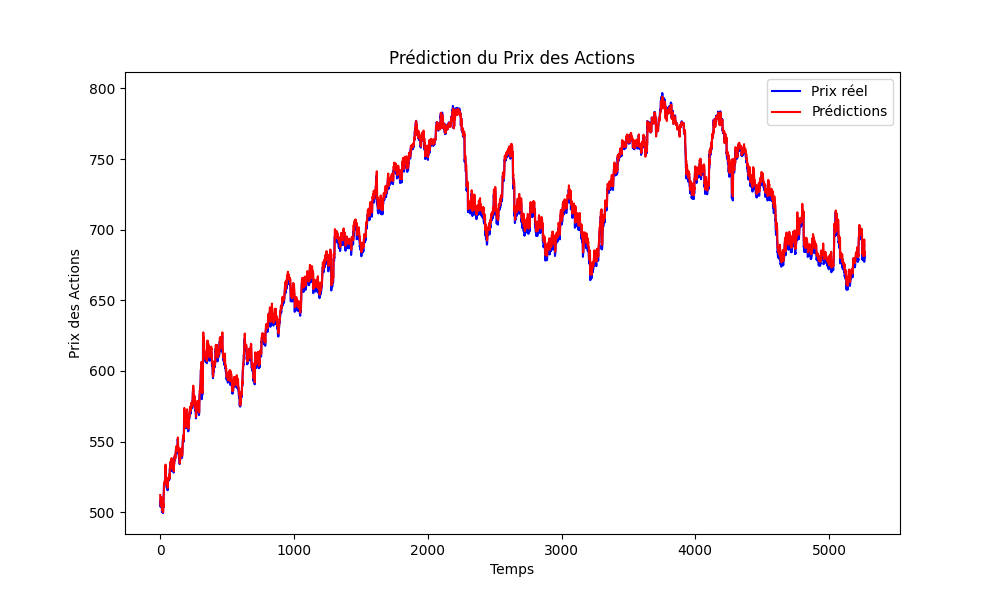 Prédiction du Prix des Actions
Prix réel
Prédictions
Prix des Actions
800
750
700
650
600
550
500
0 1000 2000 3000 4000 5000
Temps